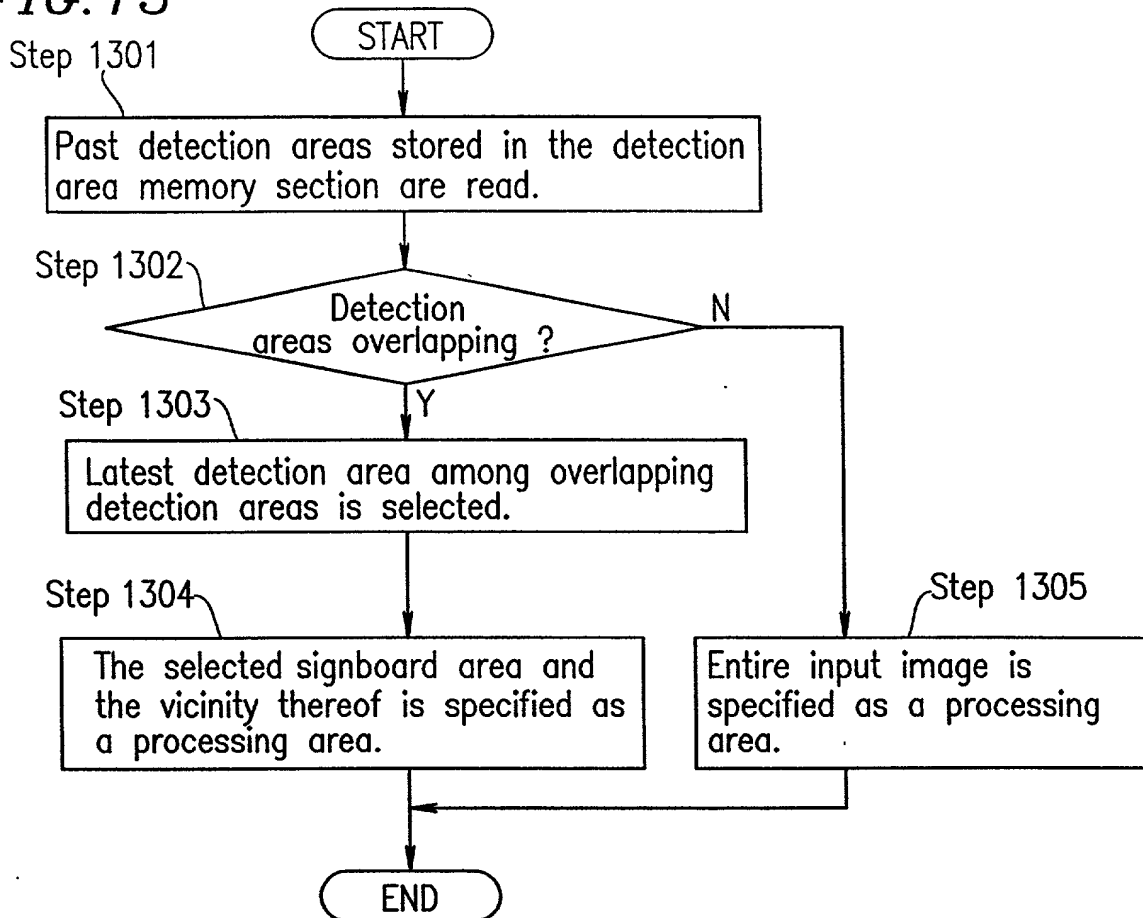 FIG. 13
START
Step 1301
Past detection areas stored in the detection
area memory section are read.
Step 1302
Detection
areas overlapping ?
N
Y
Step 1303
Latest detection area among overlapping
detection areas is selected.
Step 1304
The selected signboard area and
the vicinity thereof is specified as
a processing area.
Step 1305
Entire input image is
specified as a processing
area.
END